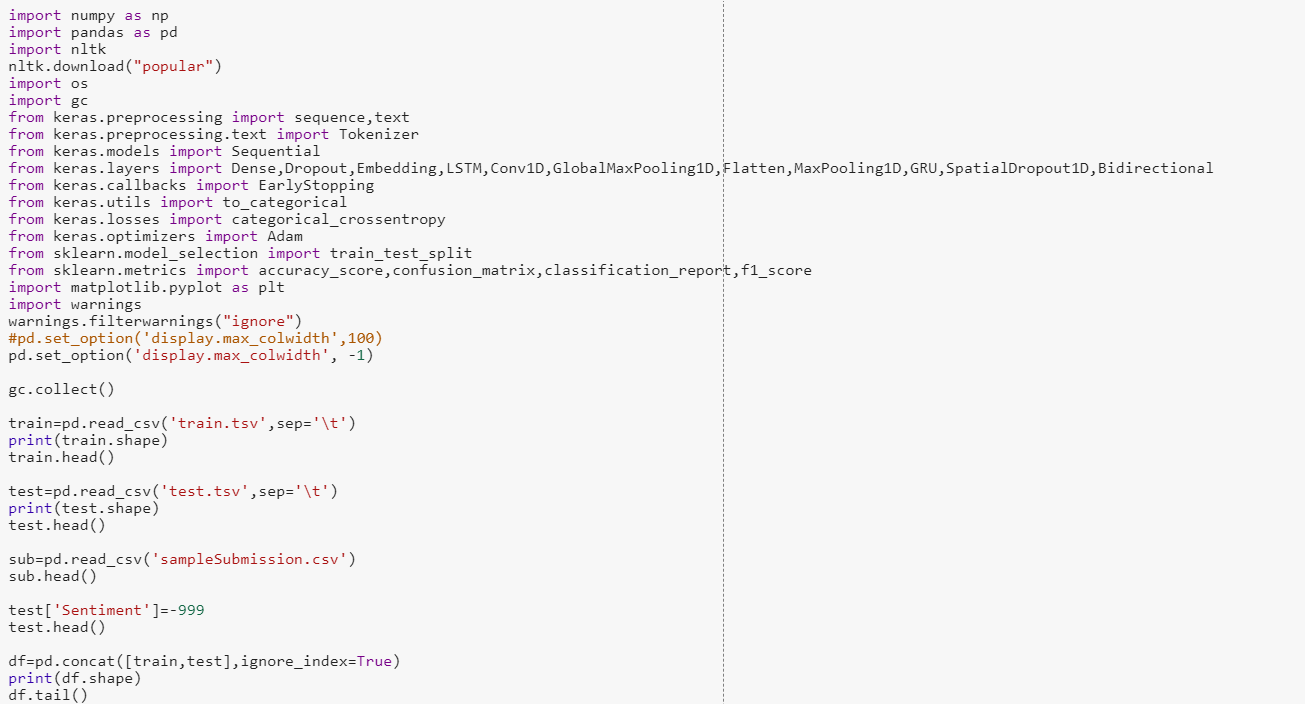 import numpy as np
import pandas as pd
import nltk
nltk.download("popular")
import os
import gc
from keras.preprocessing import sequence,text
from keras.preprocessing.text import Tokenizer
from keras.models import Sequential
from keras.layers import Dense,Dropout,Embedding,LSTM,Conv1D,GlobalMaxPooling1D,Flatten,MaxPooling1D,GRU,SpatialDropout1D,Bidirectional
from keras.callbacks import EarlyStopping
from keras.utils import to_categorical
from keras.losses import categorical_crossentropy
from keras.optimizers import Adam
from sklearn.model_selection import train_test_split
from sklearn.metrics import accuracy_score,confusion_matrix,classification_report,f1_score
import matplotlib.pyplot as plt
import warnings
warnings.filterwarnings("ignore")
#pd.set_option('display.max_colwidth',100)
pd.set_option('display.max_colwidth', -1)
gc.collect()
train=pd.read_csv('train.tsv',sep='\t')
print(train.shape)
train.head()
test=pd.read_csv('test.tsv',sep='\t')
print(test.shape)
test.head()
sub=pd.read_csv('sampleSubmission.csv')
sub.head()
test['Sentiment']=-999
test.head()
df=pd.concat([train,test],ignore_index=True)
print(df.shape)
df.tail()